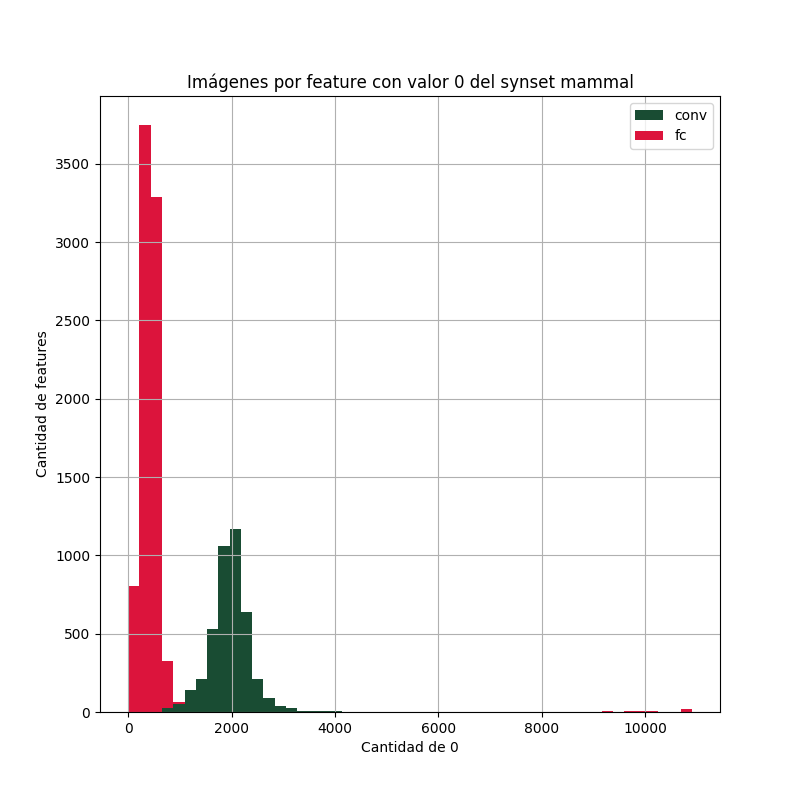 Imágenes por feature con valor 0 del synset mammal
conv
fc
3500
3000
2500
2000
1500
1000
500
0
Cantidad de features
0 2000 4000 6000 8000 10000
Cantidad de 0